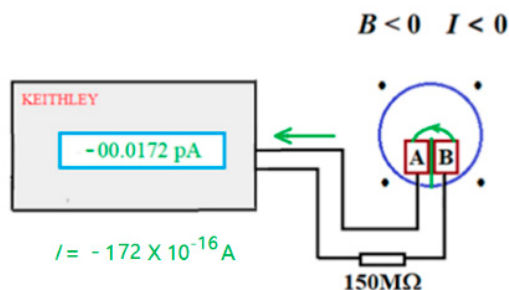 B < 0 I < 0
KEITHLEY
-00.0172 pA
A B
I = - 172 X 10⁻¹⁶ A
150MΩ